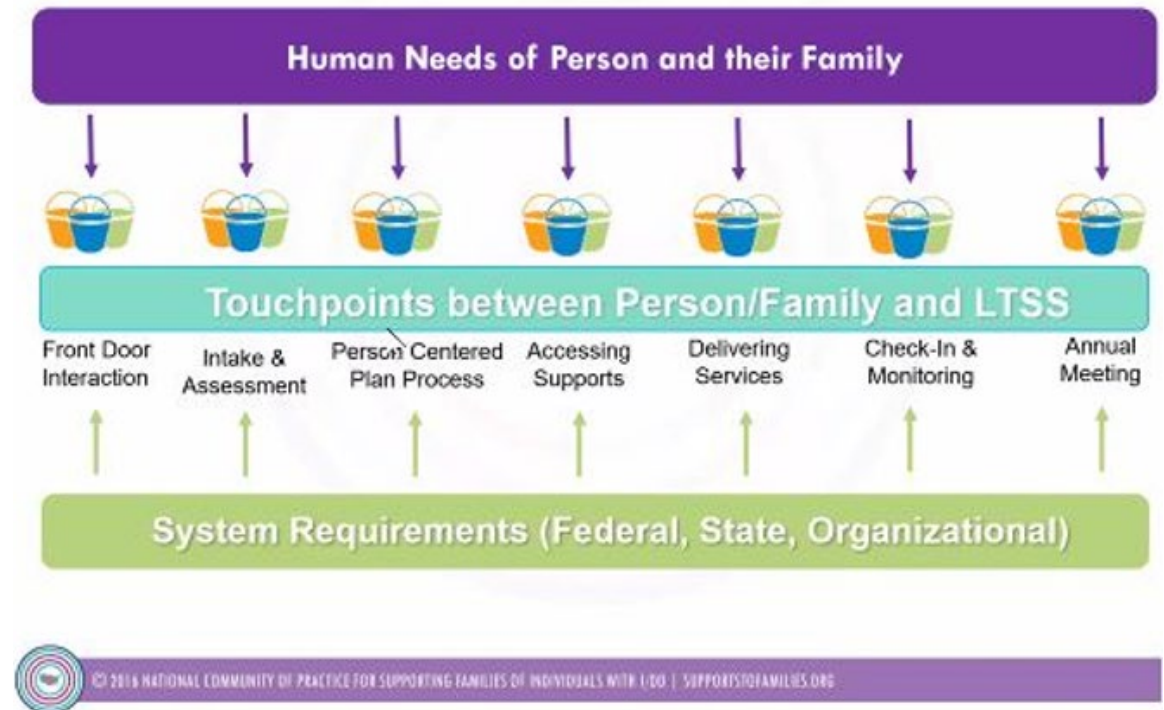 Human Needs of Person and their Family
Touchpoints between Person/Family and LTSS
Front Door
Interaction
Intake &
Assessment
Person Centered
Plan Process
Accessing
Supports
Delivering
Services
Check-In &
Monitoring
Annual
Meeting
System Requirements (Federal, State, Organizational)
© 2016 NATIONAL COMMUNITY OF PRACTICE FOR SUPPORTING FAMILIES OF INDIVIDUALS WITH I/DD | SUPPORTSTOFAMILIES.ORG